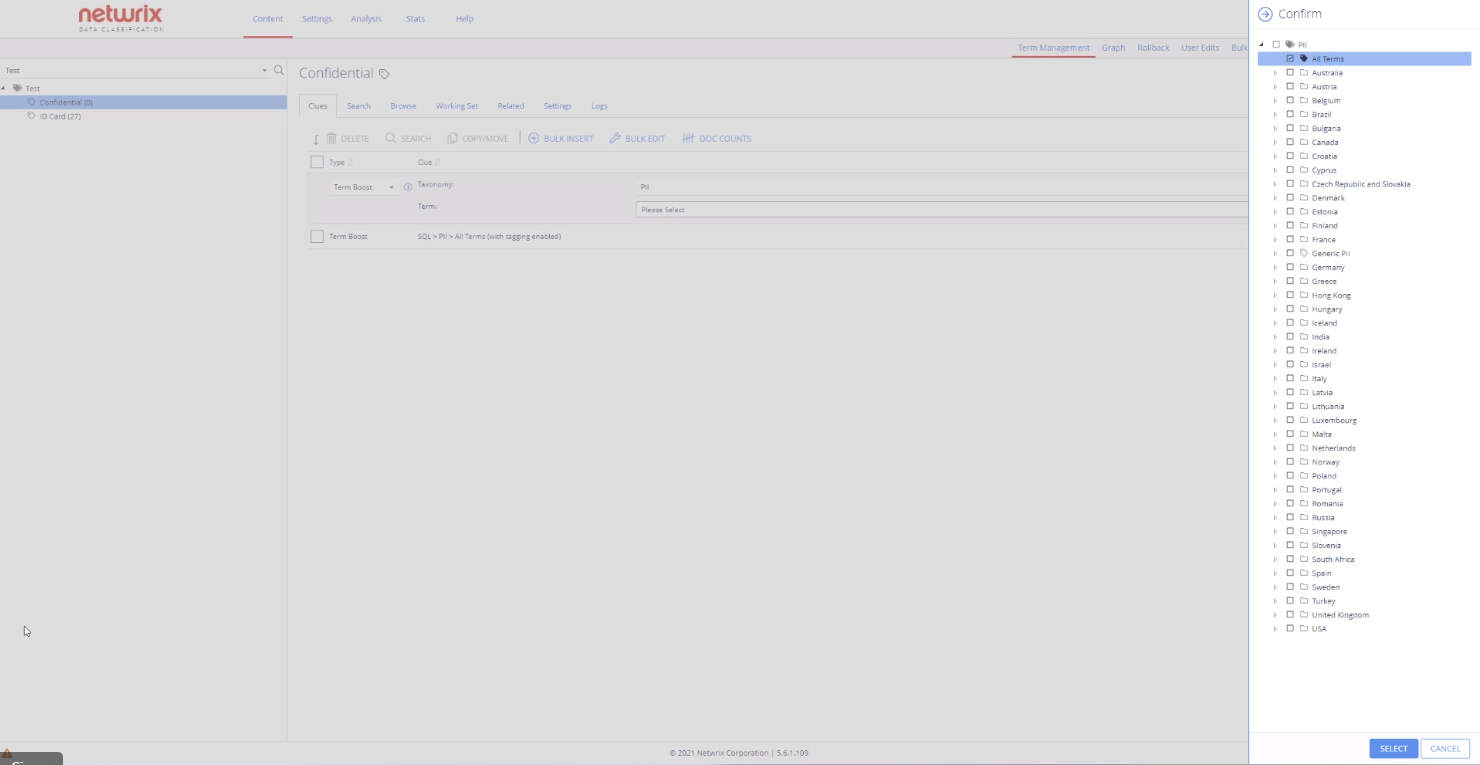 netwrix
DATA CLASSIFICATION
Content Settings Analysis Stats Help
Term Management Graph Rollback User Edits Bulk
Test
Test
Confidential (0)
ID Card (27)
Confidential
Clues Search Browse Working Set Related Settings Logs
DELETE SEARCH COPY/MOVE BULK INSERT BULK EDIT DOC COUNTS
Type Clue
Term Boost Taxonomy: PII
Term: Please Select
Term Boost SQL > PII > All Terms (with tagging enabled)
© 2021 Netwrix Corporation | 5.6.1.109
Confirm
PII
All Terms
Australia
Austria
Belgium
Brazil
Bulgaria
Canada
Croatia
Cyprus
Czech Republic and Slovakia
Denmark
Estonia
Finland
France
Generic PII
Germany
Greece
Hong Kong
Hungary
Iceland
India
Ireland
Israel
Italy
Latvia
Lithuania
Luxembourg
Malta
Netherlands
Norway
Poland
Portugal
Romania
Russia
Singapore
Slovenia
South Africa
Spain
Sweden
Turkey
United Kingdom
USA
SELECT CANCEL